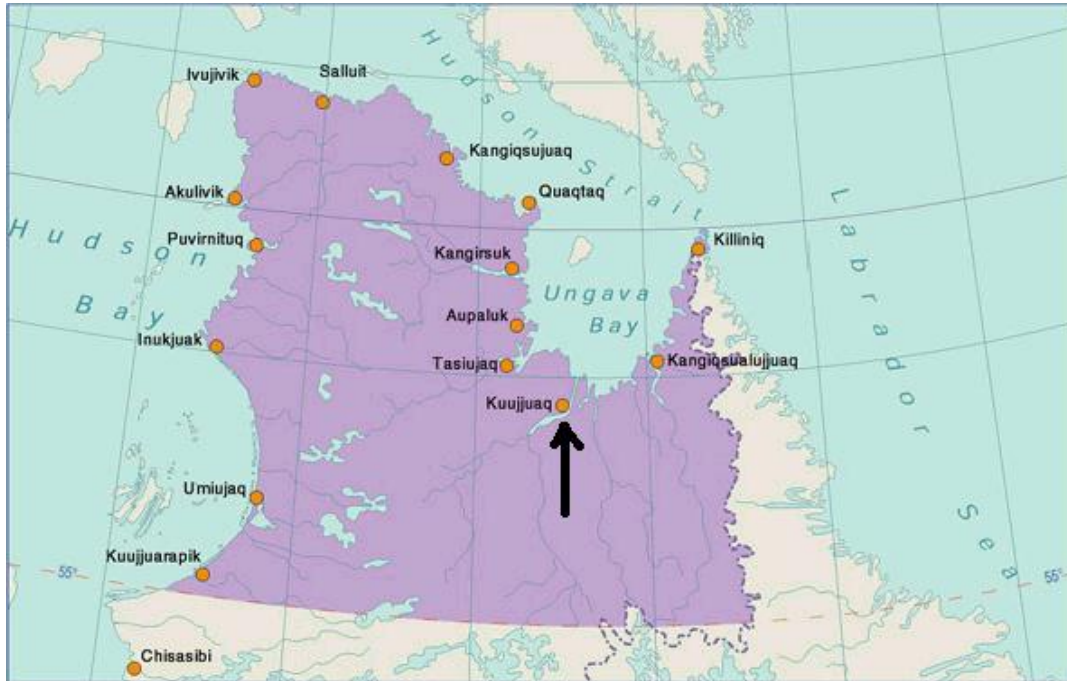 Ivujivik
Salluit
Hudson Strait
Kangiqsujuaq
Akulivik
Quaqtaq
Hudson Bay
Puvirnituq
Killiniq
Labrador Sea
Kangirsuk
Ungava
Bay
Aupaluk
Inukjuak
Tasiujaq
Kangiqsualujjuaq
Kuujjuaq
Umiujaq
Kuujjuarapik
55°
55°
Chisasibi